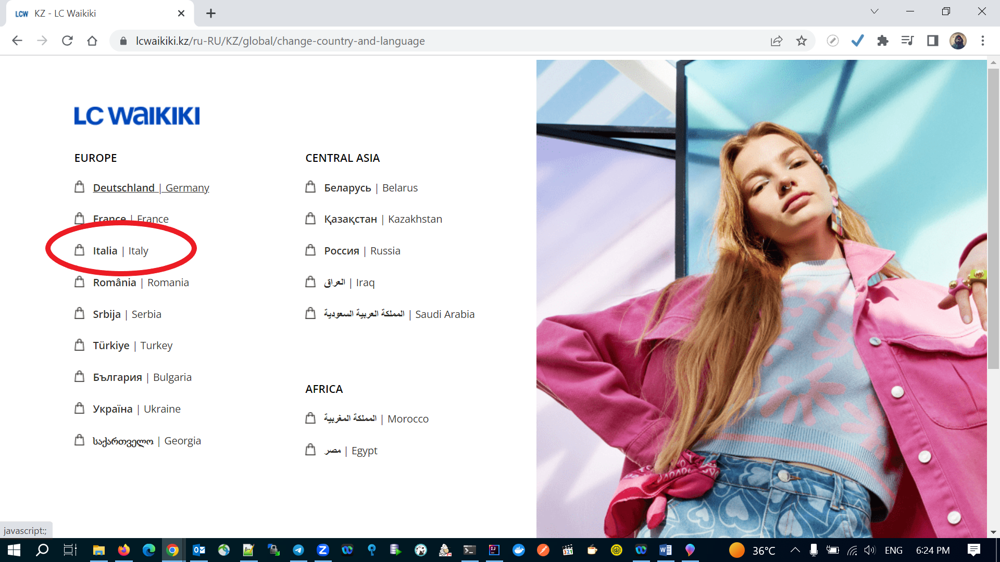 KZ - LC Waikiki
lcwaikiki.kz/ru-RU/KZ/global/change-country-and-language
LC WAIKIKI
EUROPE
Deutschland | Germany
France | France
Italia | Italy
România | Romania
Srbija | Serbia
Türkiye | Turkey
България | Bulgaria
Україна | Ukraine
საქართველო | Georgia
CENTRAL ASIA
Беларусь | Belarus
Қазақстан | Kazakhstan
Россия | Russia
العراق | Iraq
المملكة العربية السعودية | Saudi Arabia
AFRICA
المملكة المغربية | Morocco
مصر | Egypt
javascript:;
36°C
ENG
6:24 PM